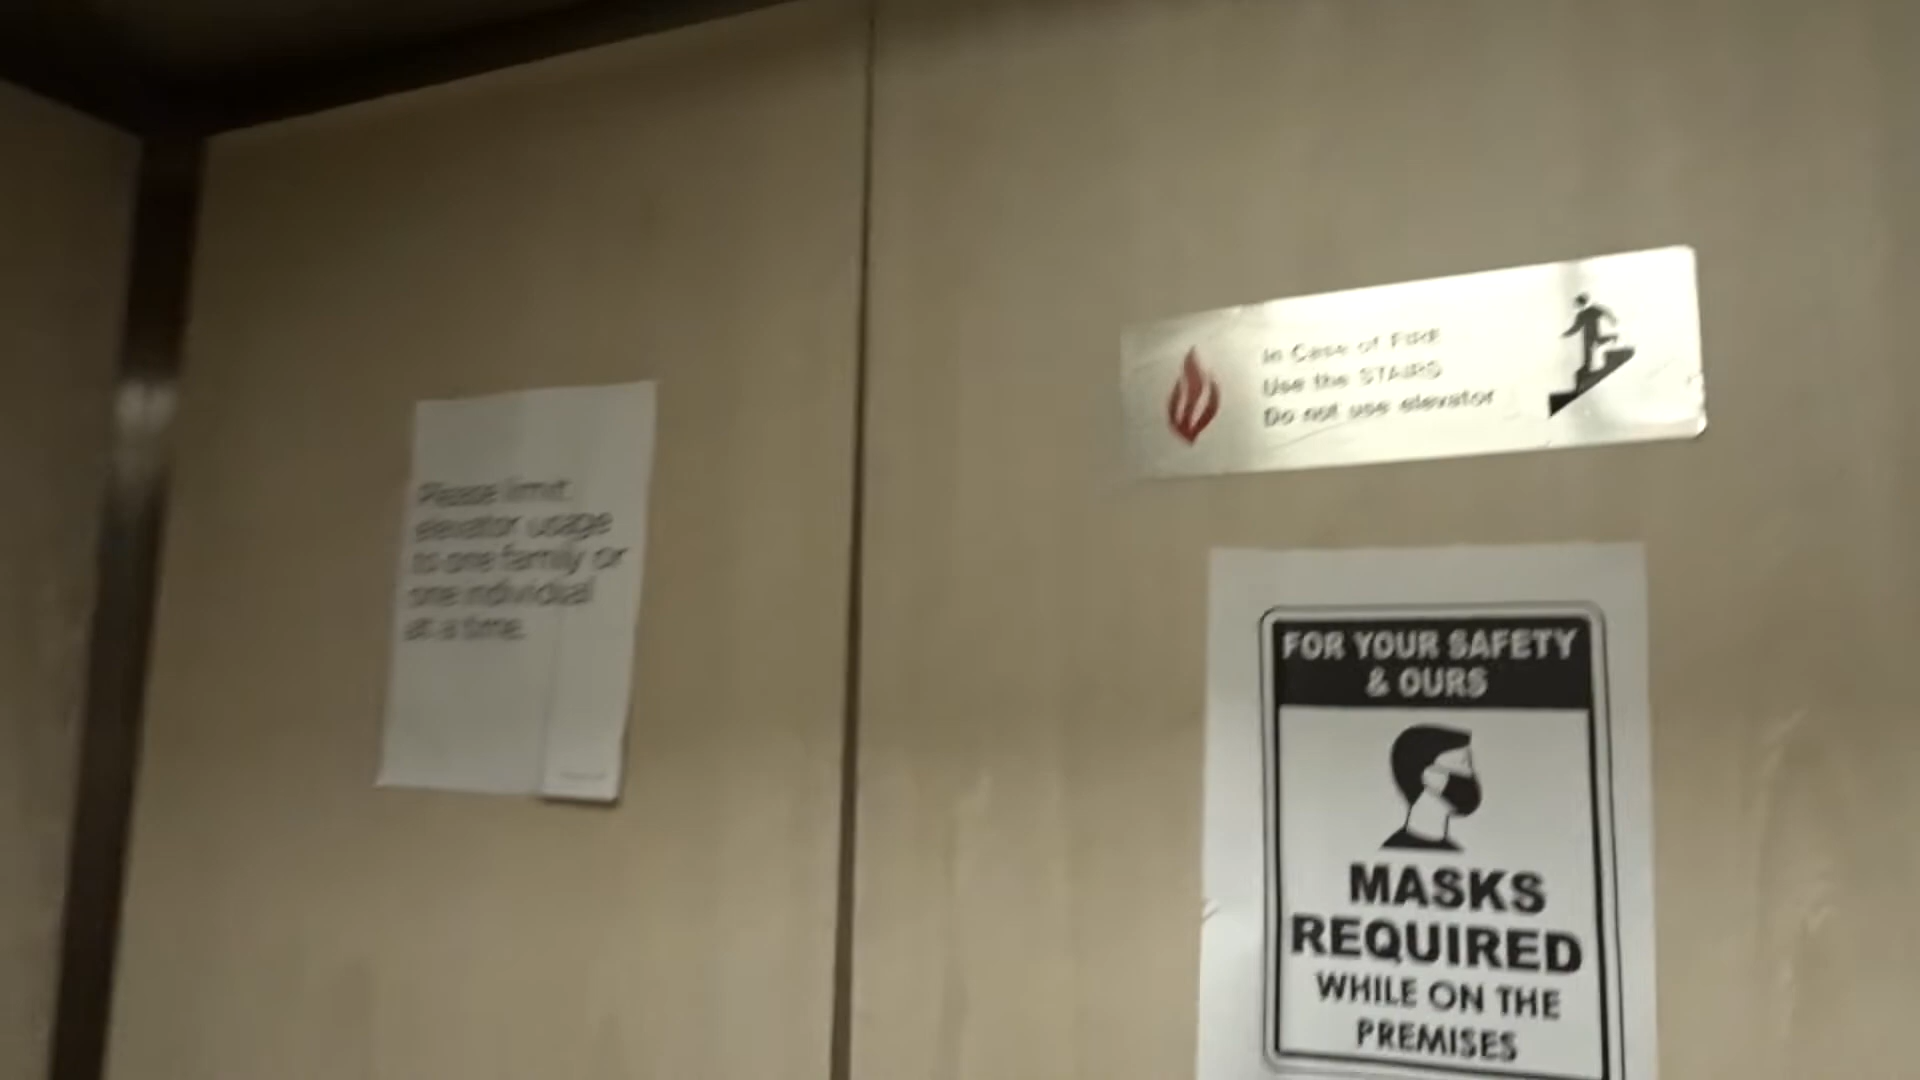 Please limit
elevator usage
to one family or
one individual
at a time.
In Case of FIRE
Use the STAIRS
Do not use elevator
FOR YOUR SAFETY
& OURS
MASKS
REQUIRED
WHILE ON THE
PREMISES